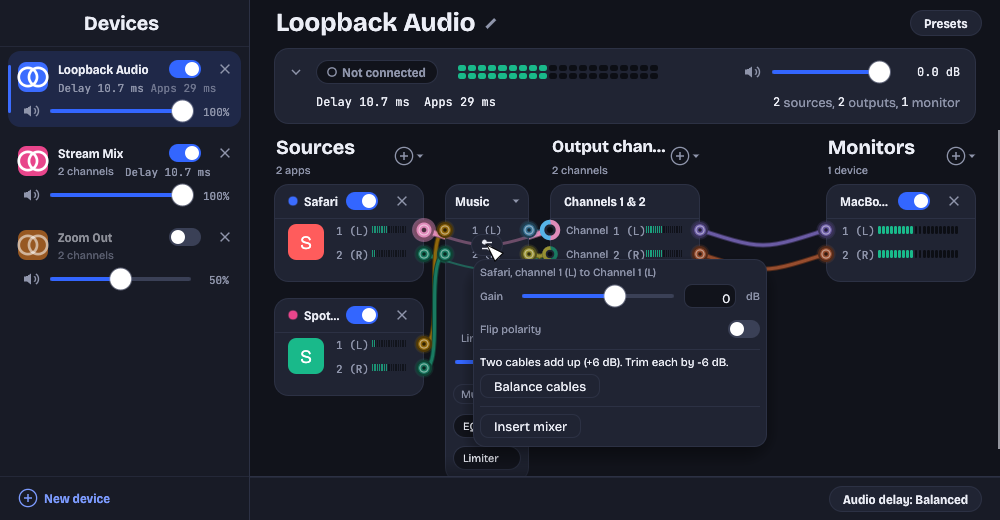 Devices
Loopback Audio
Delay 10.7 ms Apps 29 ms
100%
Stream Mix
2 channels Delay 10.7 ms
100%
Zoom Out
2 channels
50%
New device
Loopback Audio
Presets
Not connected
0.0 dB
Delay 10.7 ms Apps 29 ms
2 sources, 2 outputs, 1 monitor
Sources
2 apps
Output chan...
2 channels
Monitors
1 device
Safari
S
1 (L)
2 (R)
Spot...
S
1 (L)
2 (R)
Music
1 (L)
2
Channels 1 & 2
Channel 1 (L)
Channel 2 (R)
MacBo...
1 (L)
2 (R)
Safari, channel 1 (L) to Channel 1 (L)
Gain
0 dB
Flip polarity
Two cables add up (+6 dB). Trim each by -6 dB.
Balance cables
Insert mixer
Limiter
Audio delay: Balanced